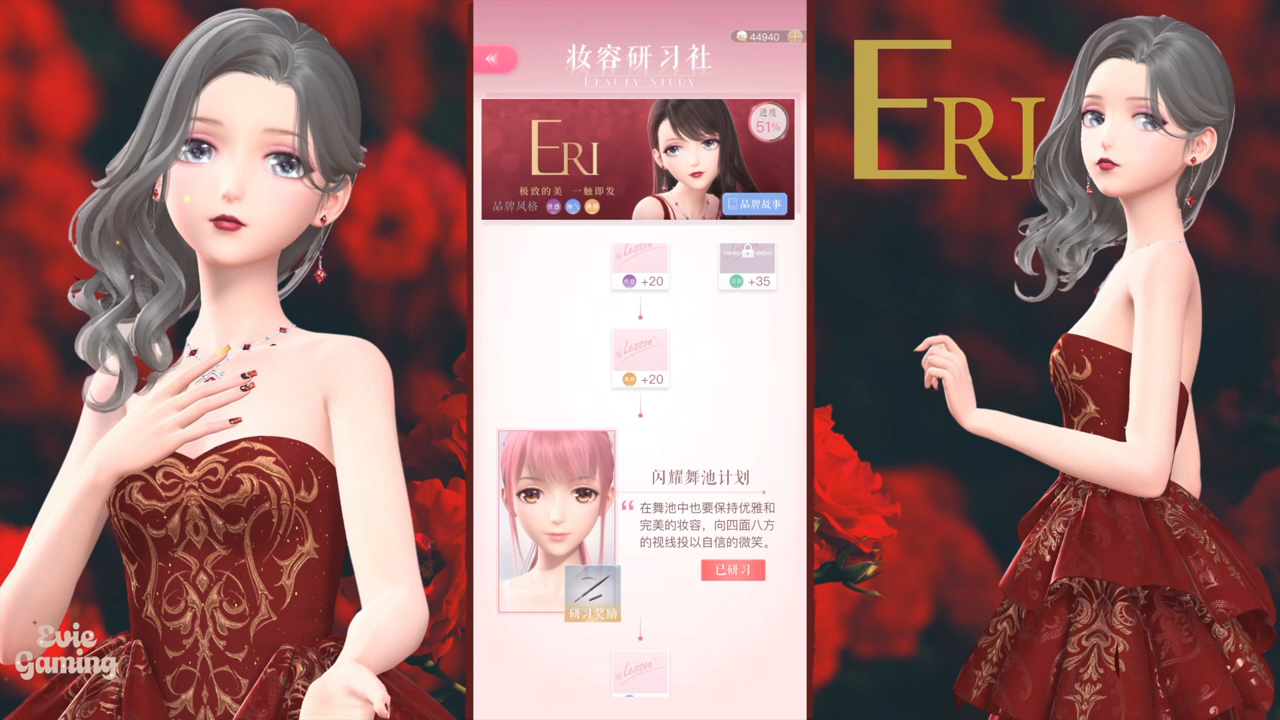 Evie
Gaming
44940
妆容研习社
BEAUTY STUDY
ERI
进度
51%
极致的美 一触即发
品牌风格 性感
品牌故事
+20
+35
Lesson
+20
闪耀舞池计划
在舞池中也要保持优雅和
完美的妆容，向四面八方
的视线投以自信的微笑。
已研习
研习奖励
Lesson
ERI